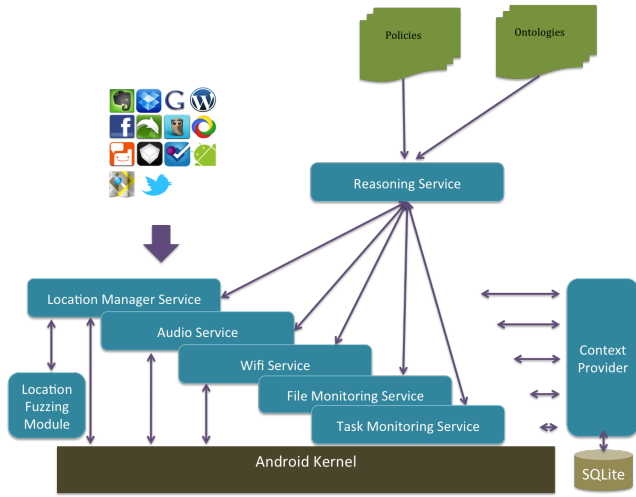 Policies
Ontologies
G
W
f
Reasoning Service
Location Manager Service
Audio Service
Wifi Service
File Monitoring Service
Task Monitoring Service
Location
Fuzzing
Module
Context
Provider
Android Kernel
SQLite